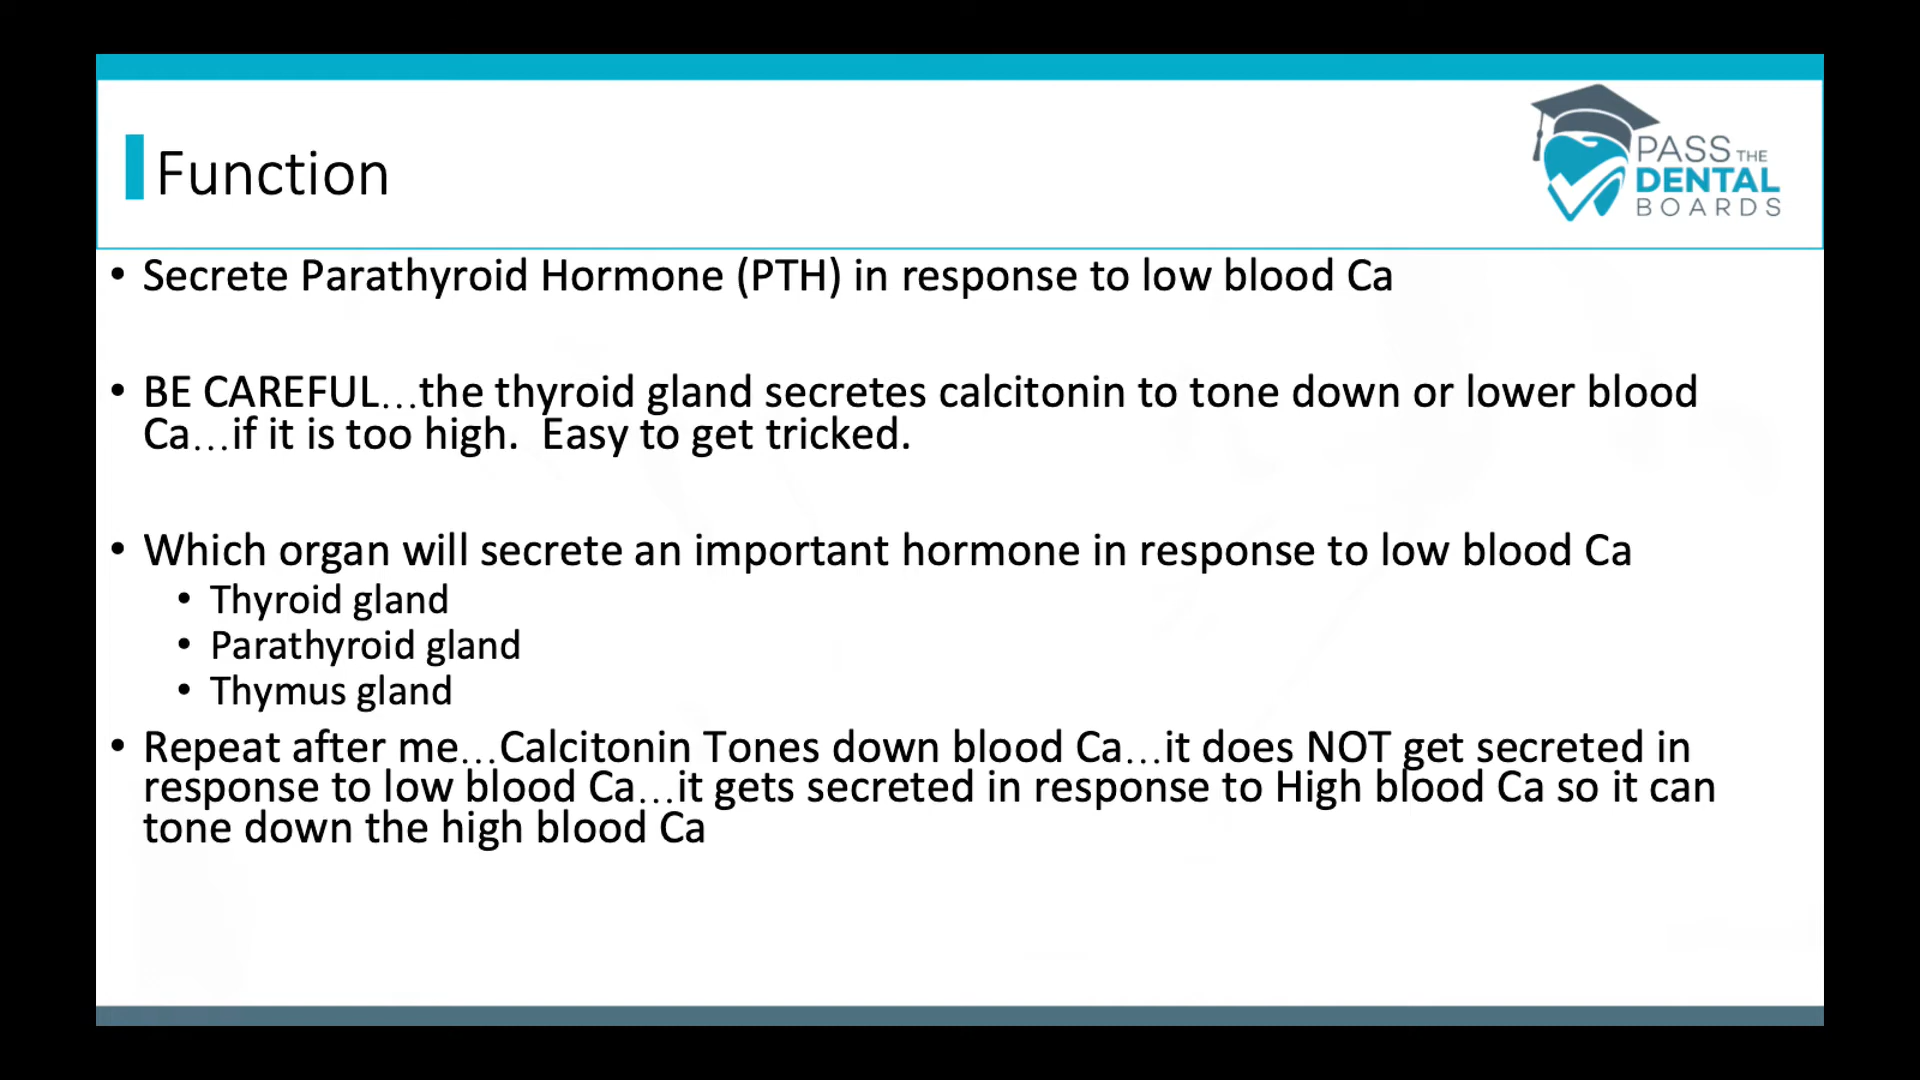 Function
PASS THE
DENTAL
BOARDS
• Secrete Parathyroid Hormone (PTH) in response to low blood Ca
• BE CAREFUL…the thyroid gland secretes calcitonin to tone down or lower blood
Ca…if it is too high.  Easy to get tricked.
• Which organ will secrete an important hormone in response to low blood Ca
• Thyroid gland
• Parathyroid gland
• Thymus gland
• Repeat after me…Calcitonin Tones down blood Ca…it does NOT get secreted in
response to low blood Ca…it gets secreted in response to High blood Ca so it can
tone down the high blood Ca